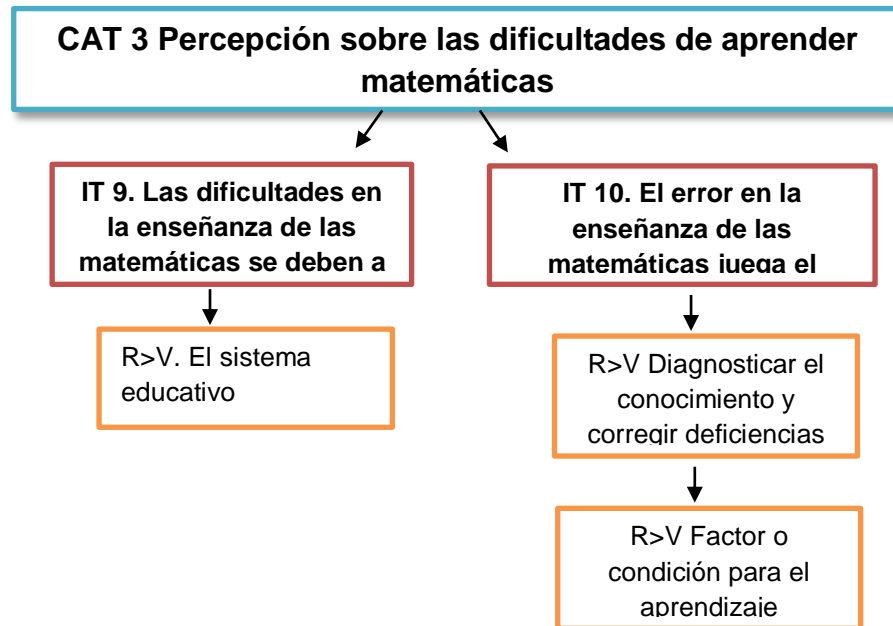 CAT 3 Percepción sobre las dificultades de aprender
matemáticas
IT 9. Las dificultades en
la enseñanza de las
matemáticas se deben a
IT 10. El error en la
enseñanza de las
matemáticas juega el
R>V. El sistema
educativo
R>V Diagnosticar el
conocimiento y
corregir deficiencias
R>V Factor o
condición para el
aprendizaje